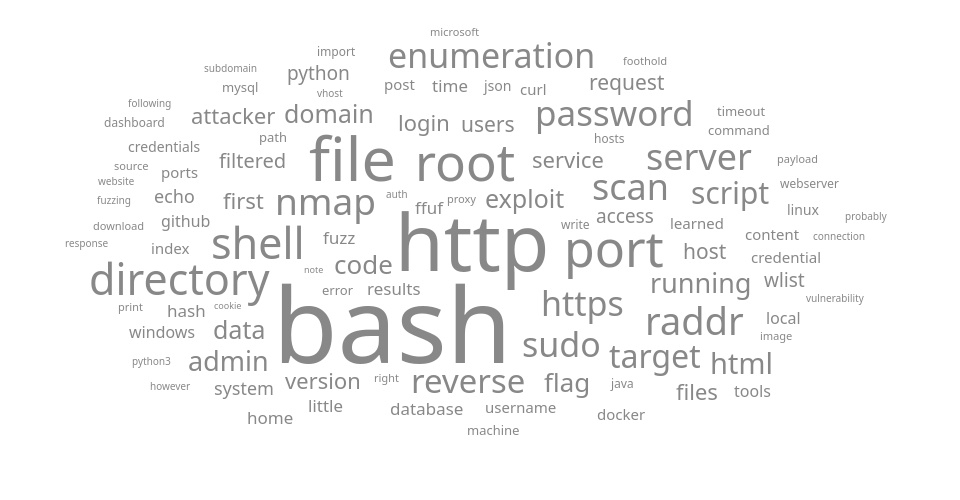 microsoft
import enumeration foothold
subdomain python post time json curl request
mysql vhost
following attacker domain password timeout
dashboard login users command
credentials path hosts
source ports filtered file root service server payload
website scan script webserver
fuzzing echo first nmap auth ffuf proxy exploit linux
download github write access learned probably
response index shell fuzz http port host content connection
directory note code credential
error results running wlist
print hash cookie bash https vulnerability
windows data raddr local
image
python3 admin sudo target html
however system version right reverse flag java files tools
home little database username docker
machine